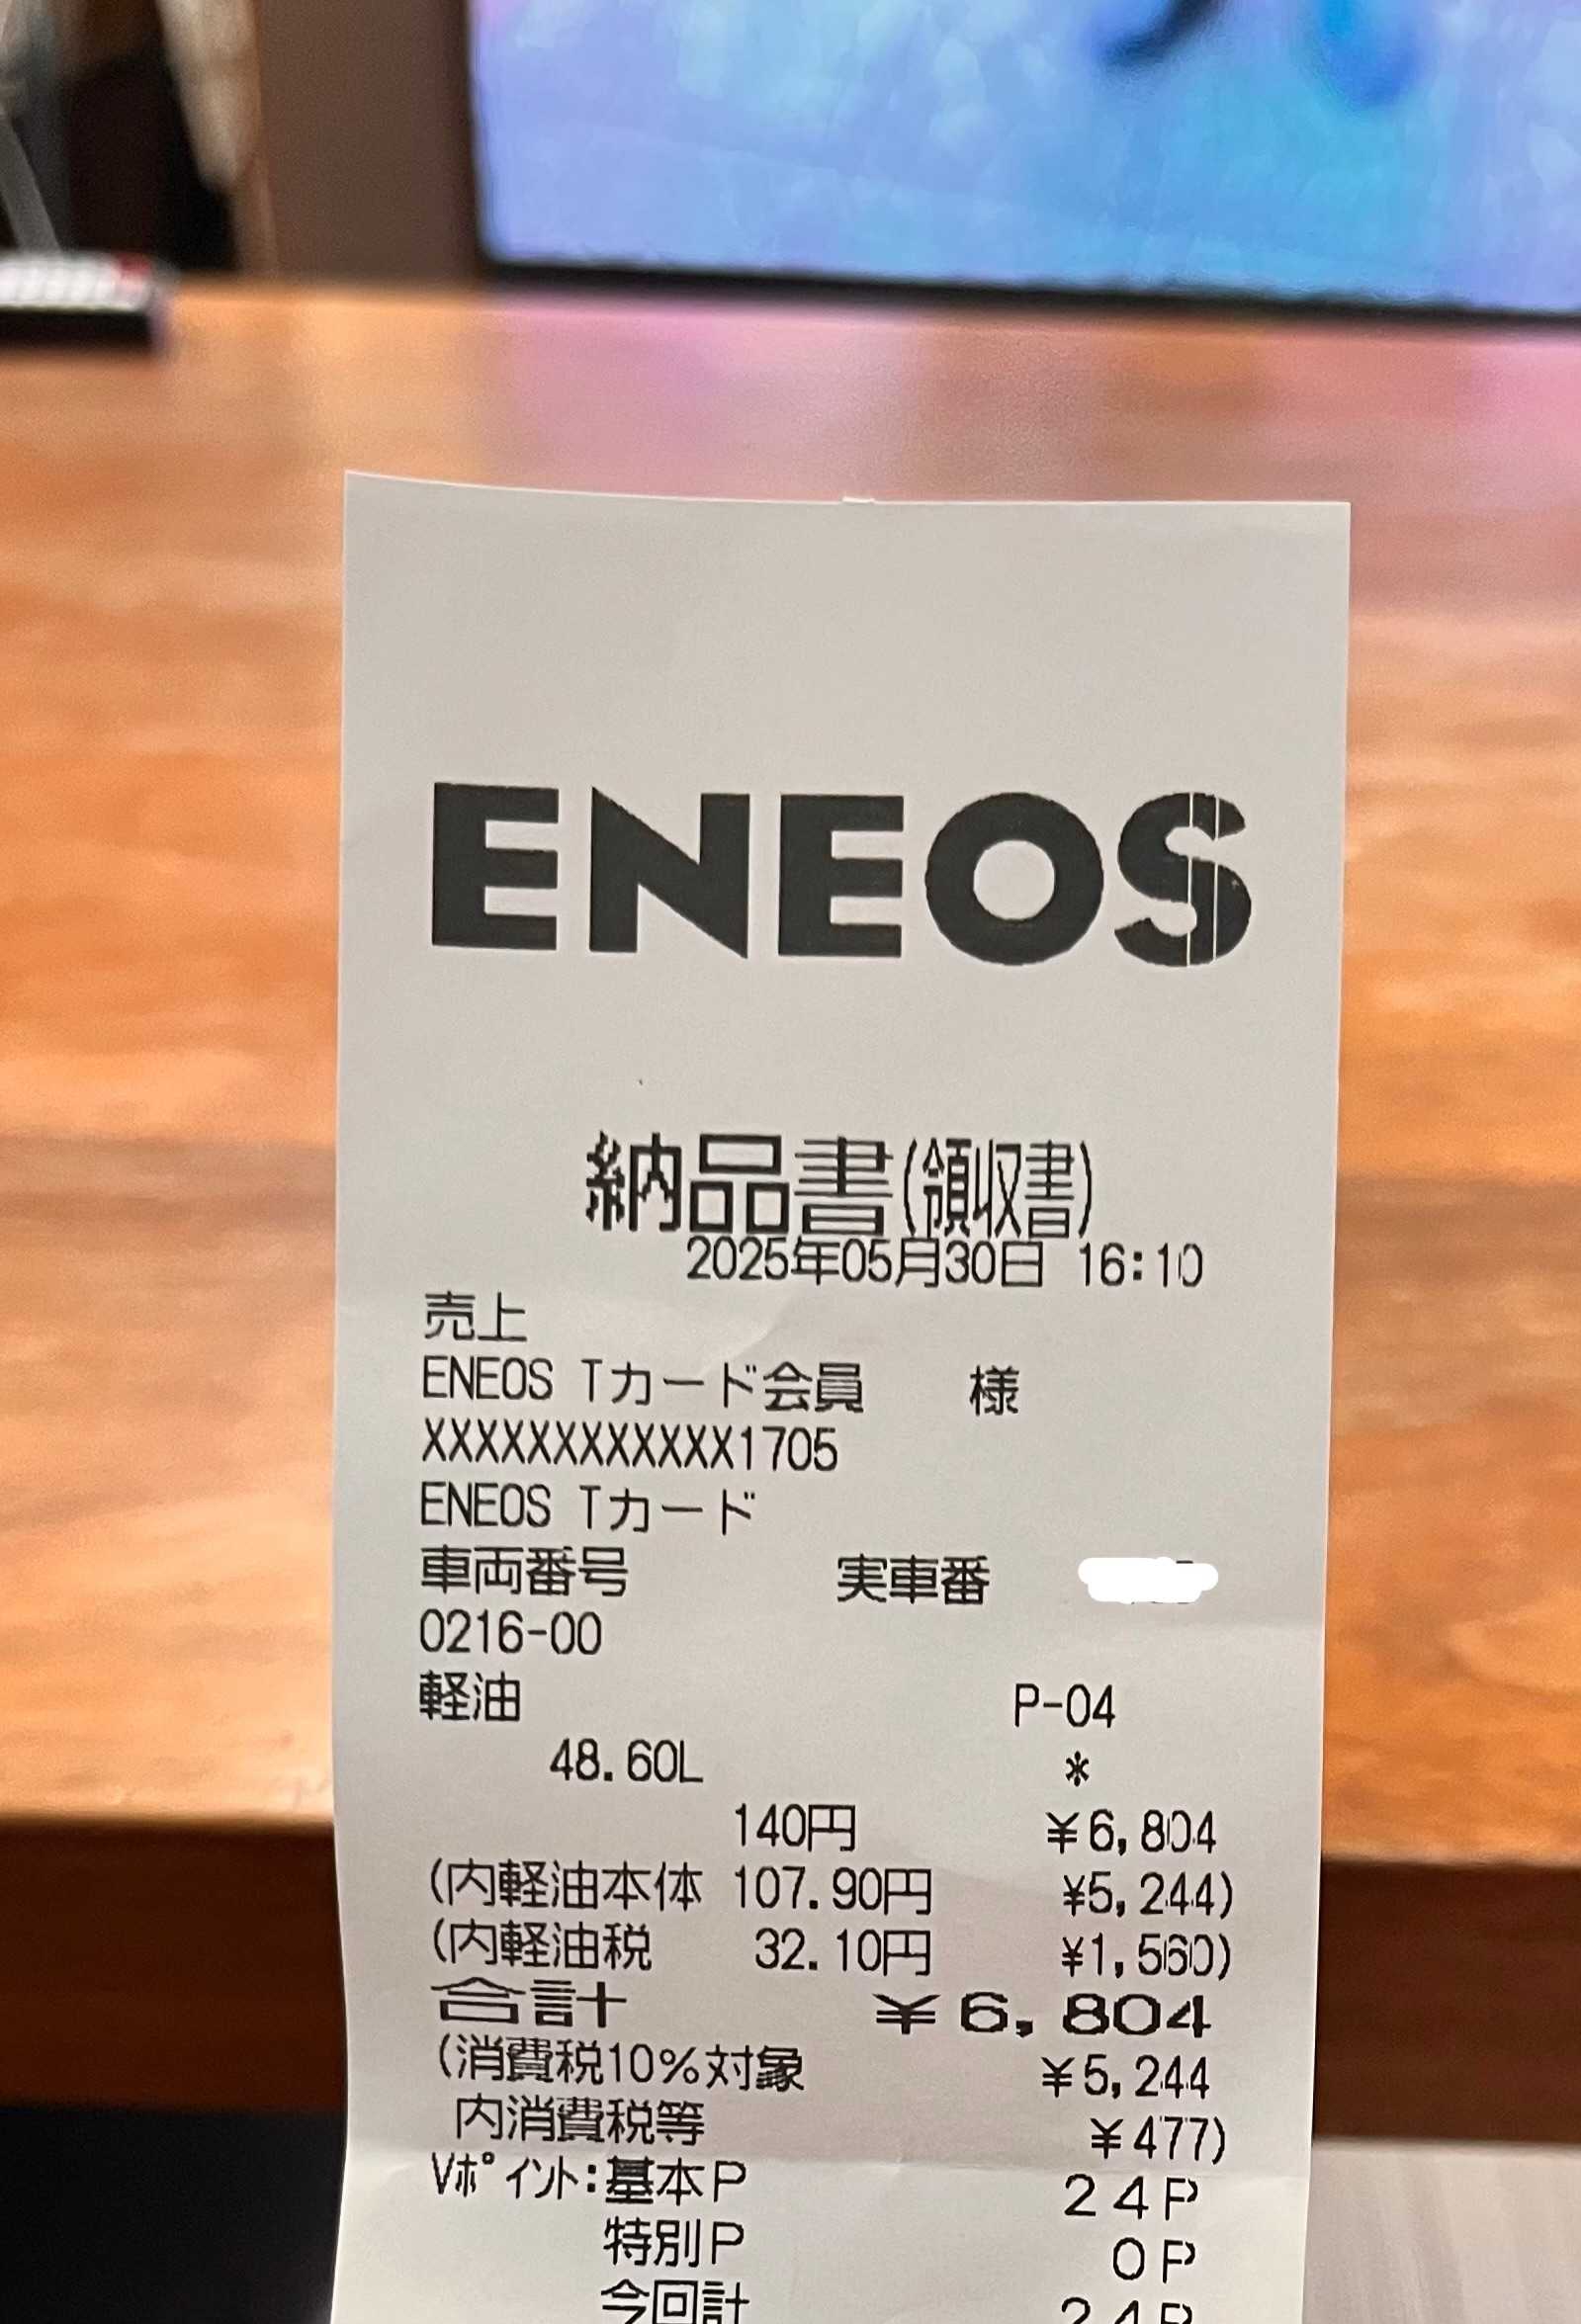 ENEOS
納品書(領収書)
2025年05月30日 16:10
売上
ENEOS Tカード会員 様
XXXXXXXXXXXX1705
ENEOS Tカード
車両番号 実車番
0216-00
軽油 P-04
48.60L *
140円 ¥6,804
(内軽油本体 107.90円 ¥5,244)
(内軽油税 32.10円 ¥1,560)
合計 ¥6,804
(消費税10%対象 ¥5,244
内消費税等 ¥477)
Vポイント:基本P 24P
特別P 0P
今回計 24P